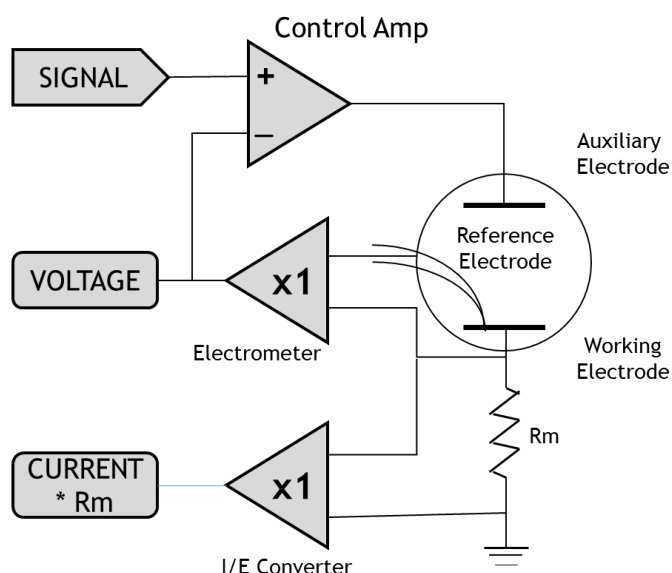 Control Amp
SIGNAL
+
−
Auxiliary
Electrode
Reference
Electrode
VOLTAGE
x1
Electrometer
Working
Electrode
Rm
CURRENT
* Rm
x1
I/E Converter